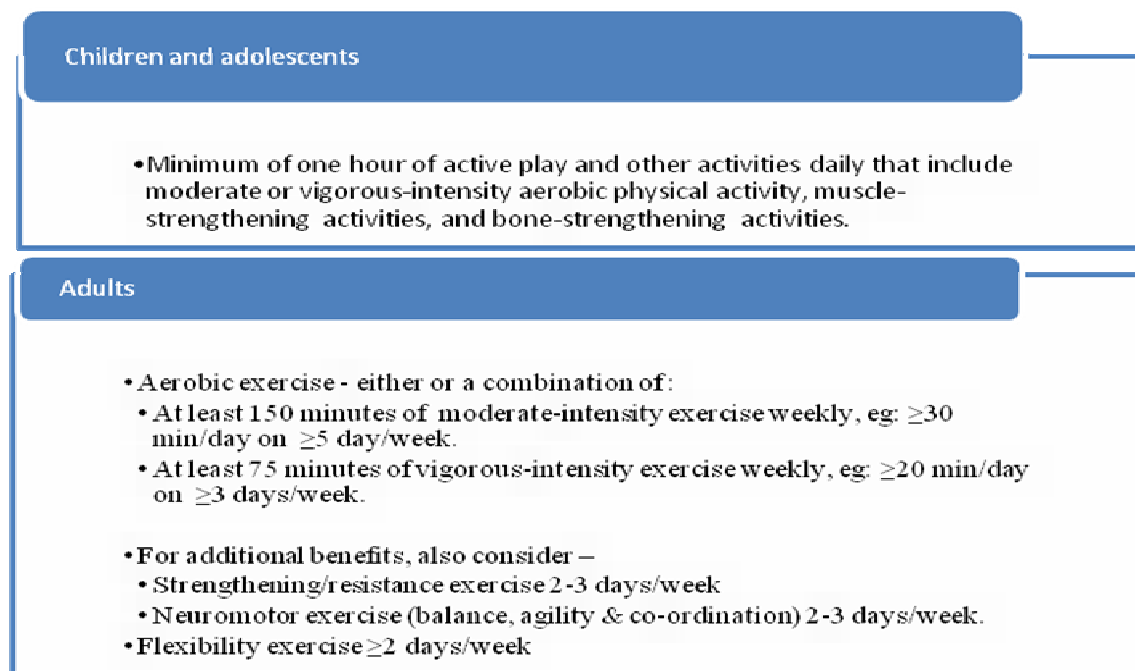 Children and adolescents
•Minimum of one hour of active play and other activities daily that include
moderate or vigorous-intensity aerobic physical activity, muscle-
strengthening activities, and bone-strengthening activities.
Adults
• Aerobic exercise - either or a combination of:
• At least 150 minutes of moderate-intensity exercise weekly, eg: ≥30
min/day on ≥5 day/week.
• At least 75 minutes of vigorous-intensity exercise weekly, eg: ≥20 min/day
on ≥3 days/week.
• For additional benefits, also consider –
• Strengthening/resistance exercise 2-3 days/week
• Neuromotor exercise (balance, agility & co-ordination) 2-3 days/week.
• Flexibility exercise ≥2 days/week